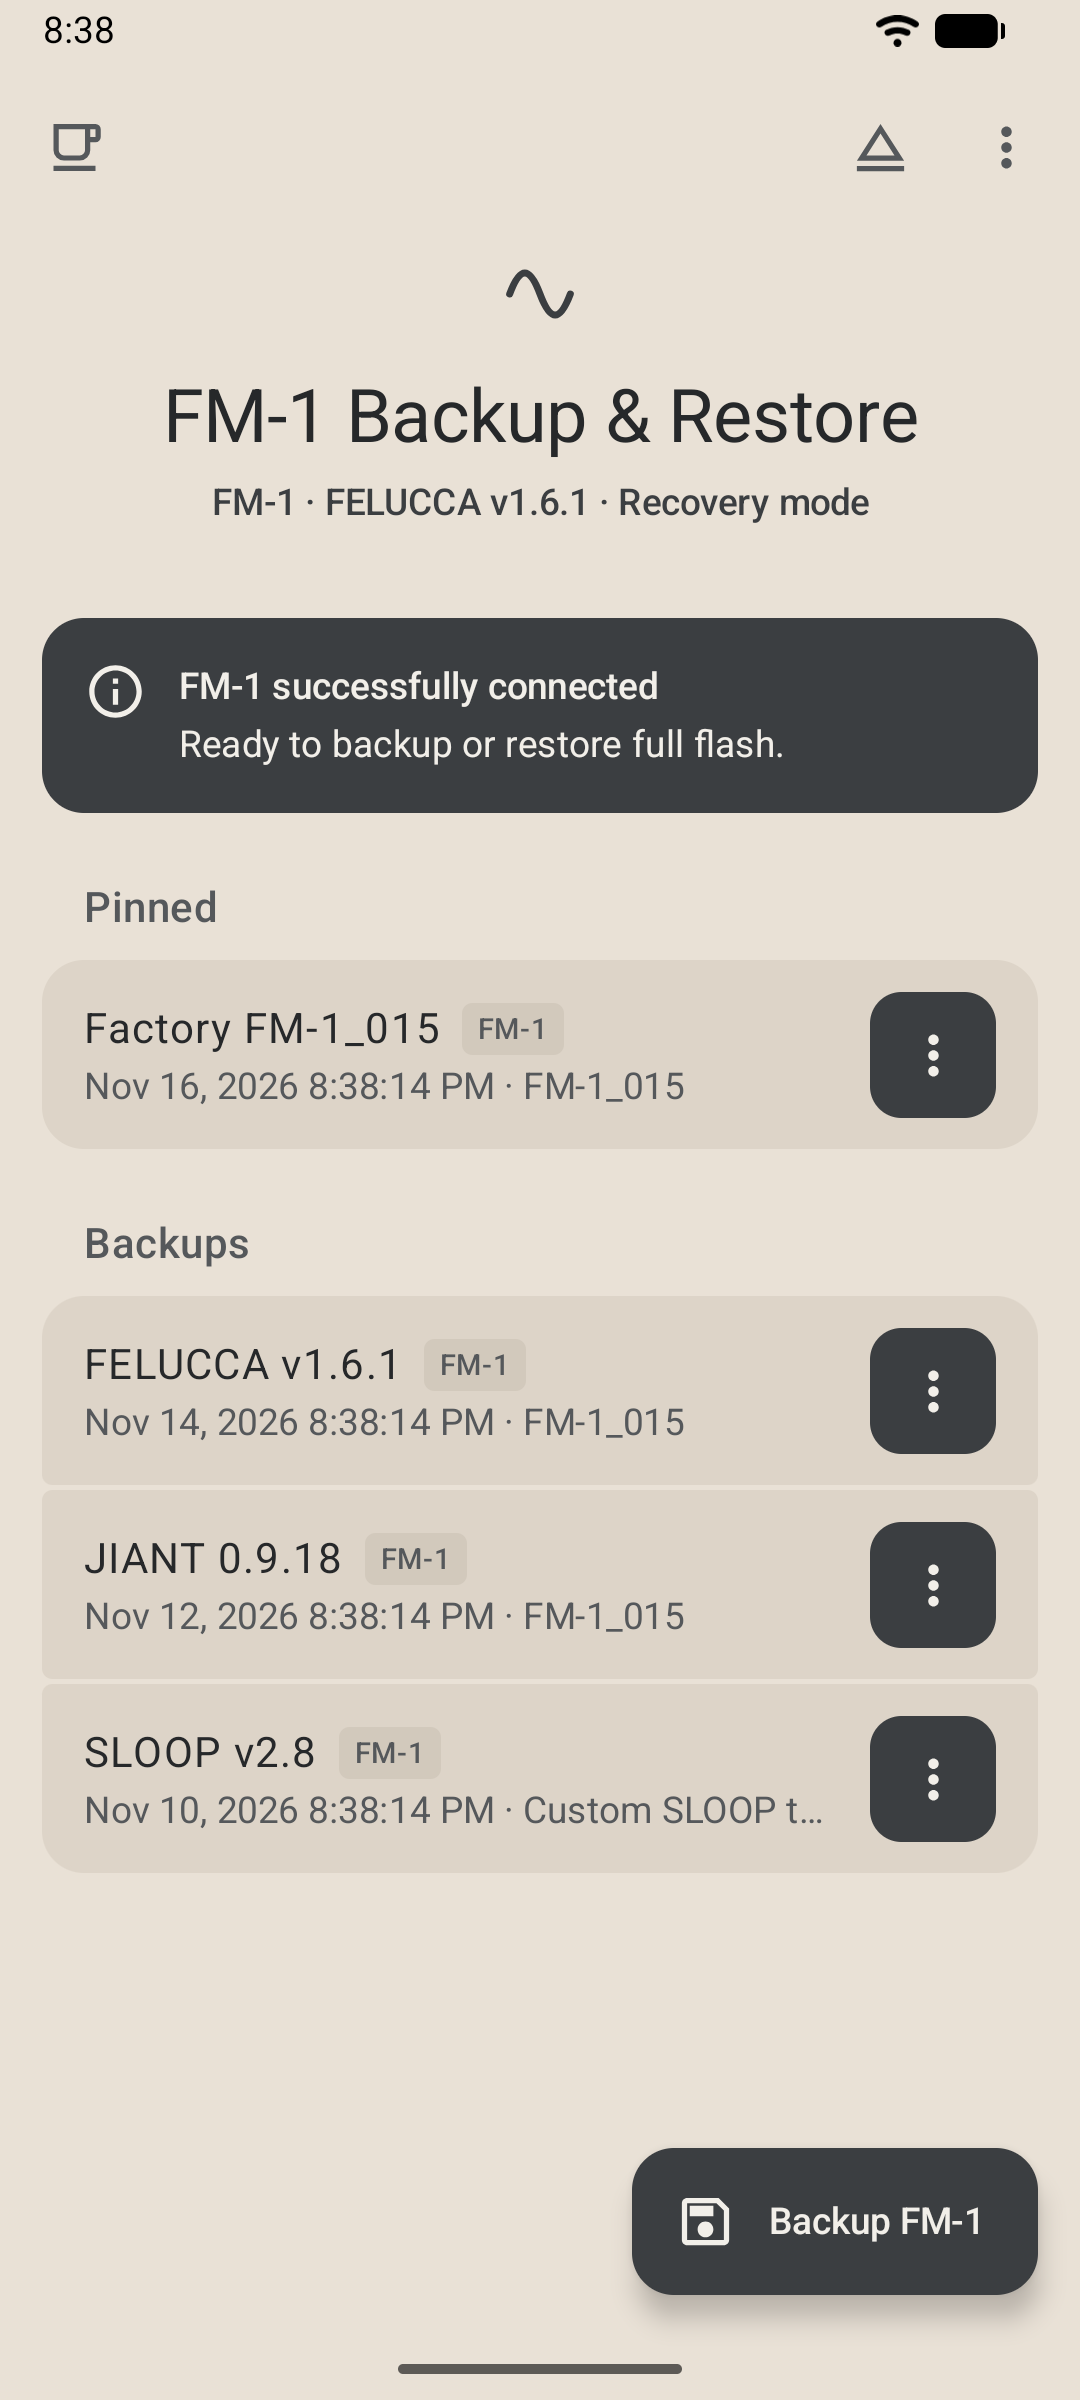 8:38
FM-1 Backup & Restore
FM-1 · FELUCCA v1.6.1 · Recovery mode
FM-1 successfully connected
Ready to backup or restore full flash.
Pinned
Factory FM-1_015 FM-1
Nov 16, 2026 8:38:14 PM · FM-1_015
Backups
FELUCCA v1.6.1 FM-1
Nov 14, 2026 8:38:14 PM · FM-1_015
JIANT 0.9.18 FM-1
Nov 12, 2026 8:38:14 PM · FM-1_015
SLOOP v2.8 FM-1
Nov 10, 2026 8:38:14 PM · Custom SLOOP t…
Backup FM-1